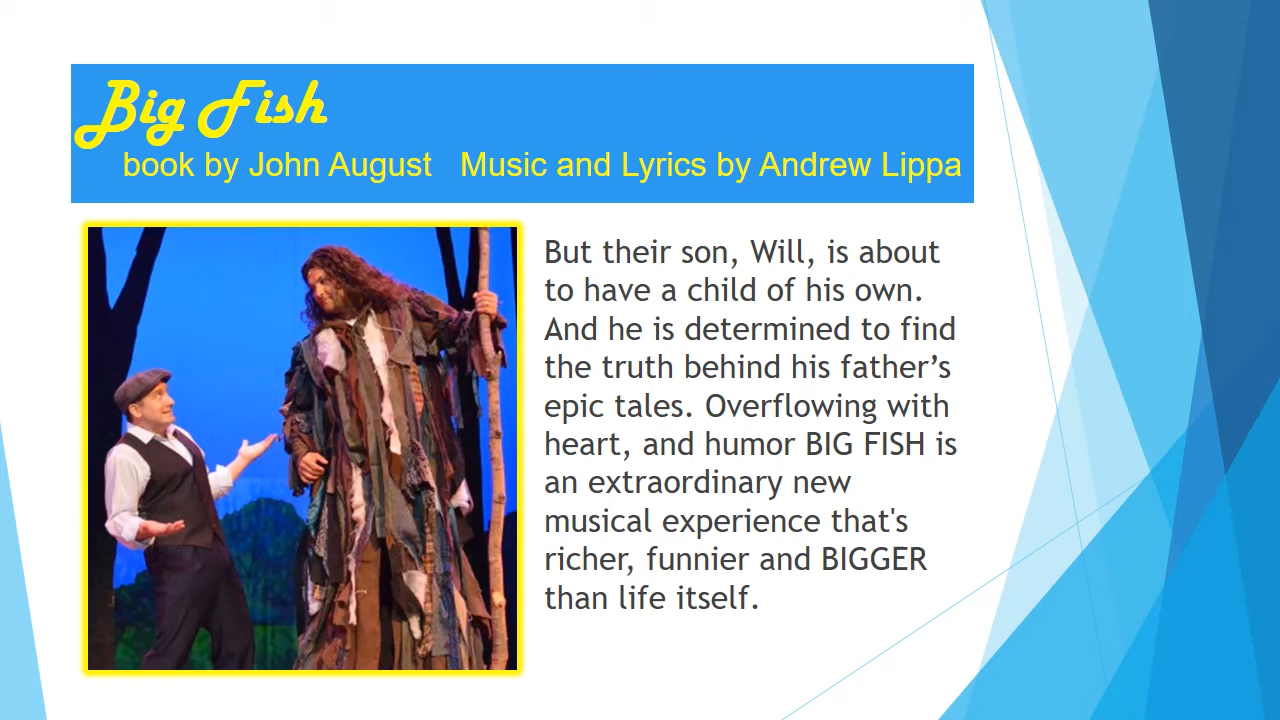 Big Fish
book by John August   Music and Lyrics by Andrew Lippa
But their son, Will, is about
to have a child of his own.
And he is determined to find
the truth behind his father’s
epic tales. Overflowing with
heart, and humor BIG FISH is
an extraordinary new
musical experience that's
richer, funnier and BIGGER
than life itself.